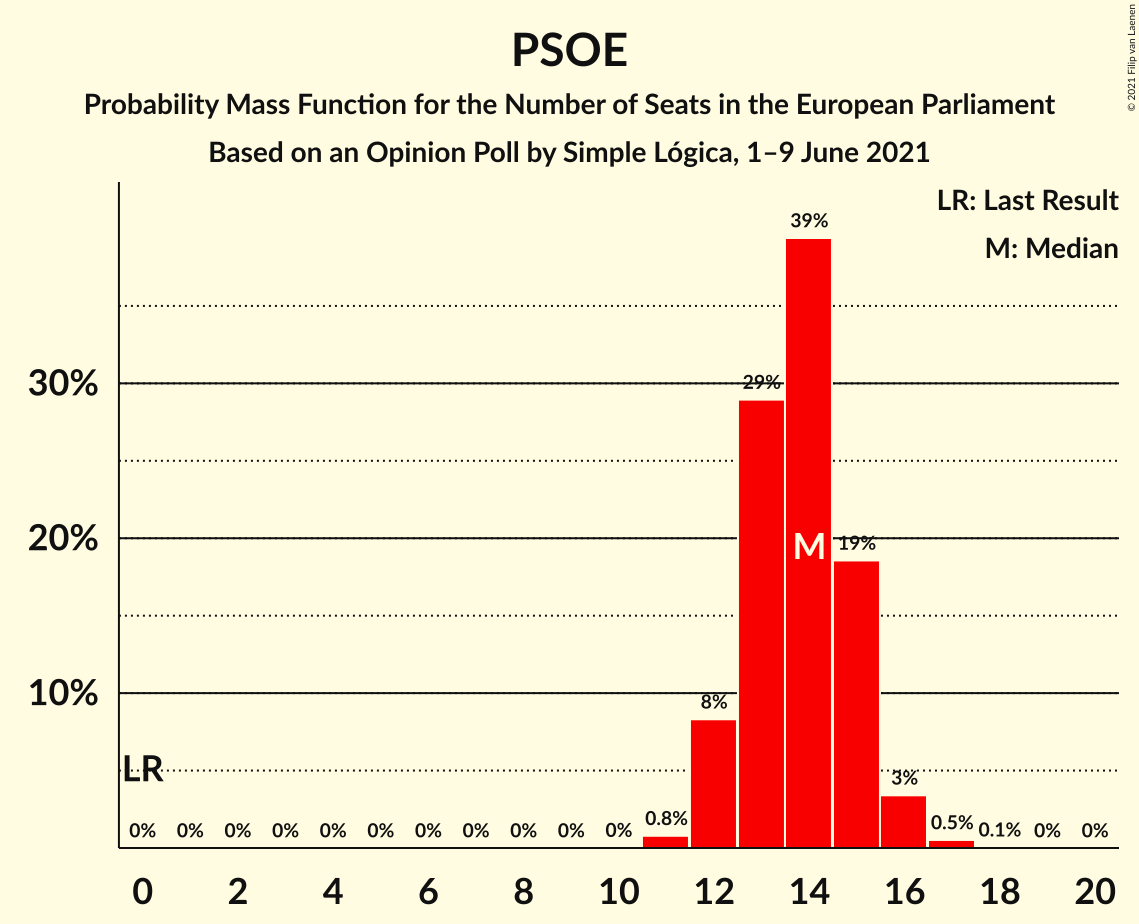 PSOE
Probability Mass Function for the Number of Seats in the European Parliament
Based on an Opinion Poll by Simple Lógica, 1–9 June 2021
© 2021 Filip van Laenen
LR: Last Result
M: Median
39%
30%
29%
20%
M
19%
10%
8%
LR
3%
0% 0% 0% 0% 0% 0% 0% 0% 0% 0% 0% 0.8% 0.5% 0.1% 0% 0%
0 2 4 6 8 10 12 14 16 18 20